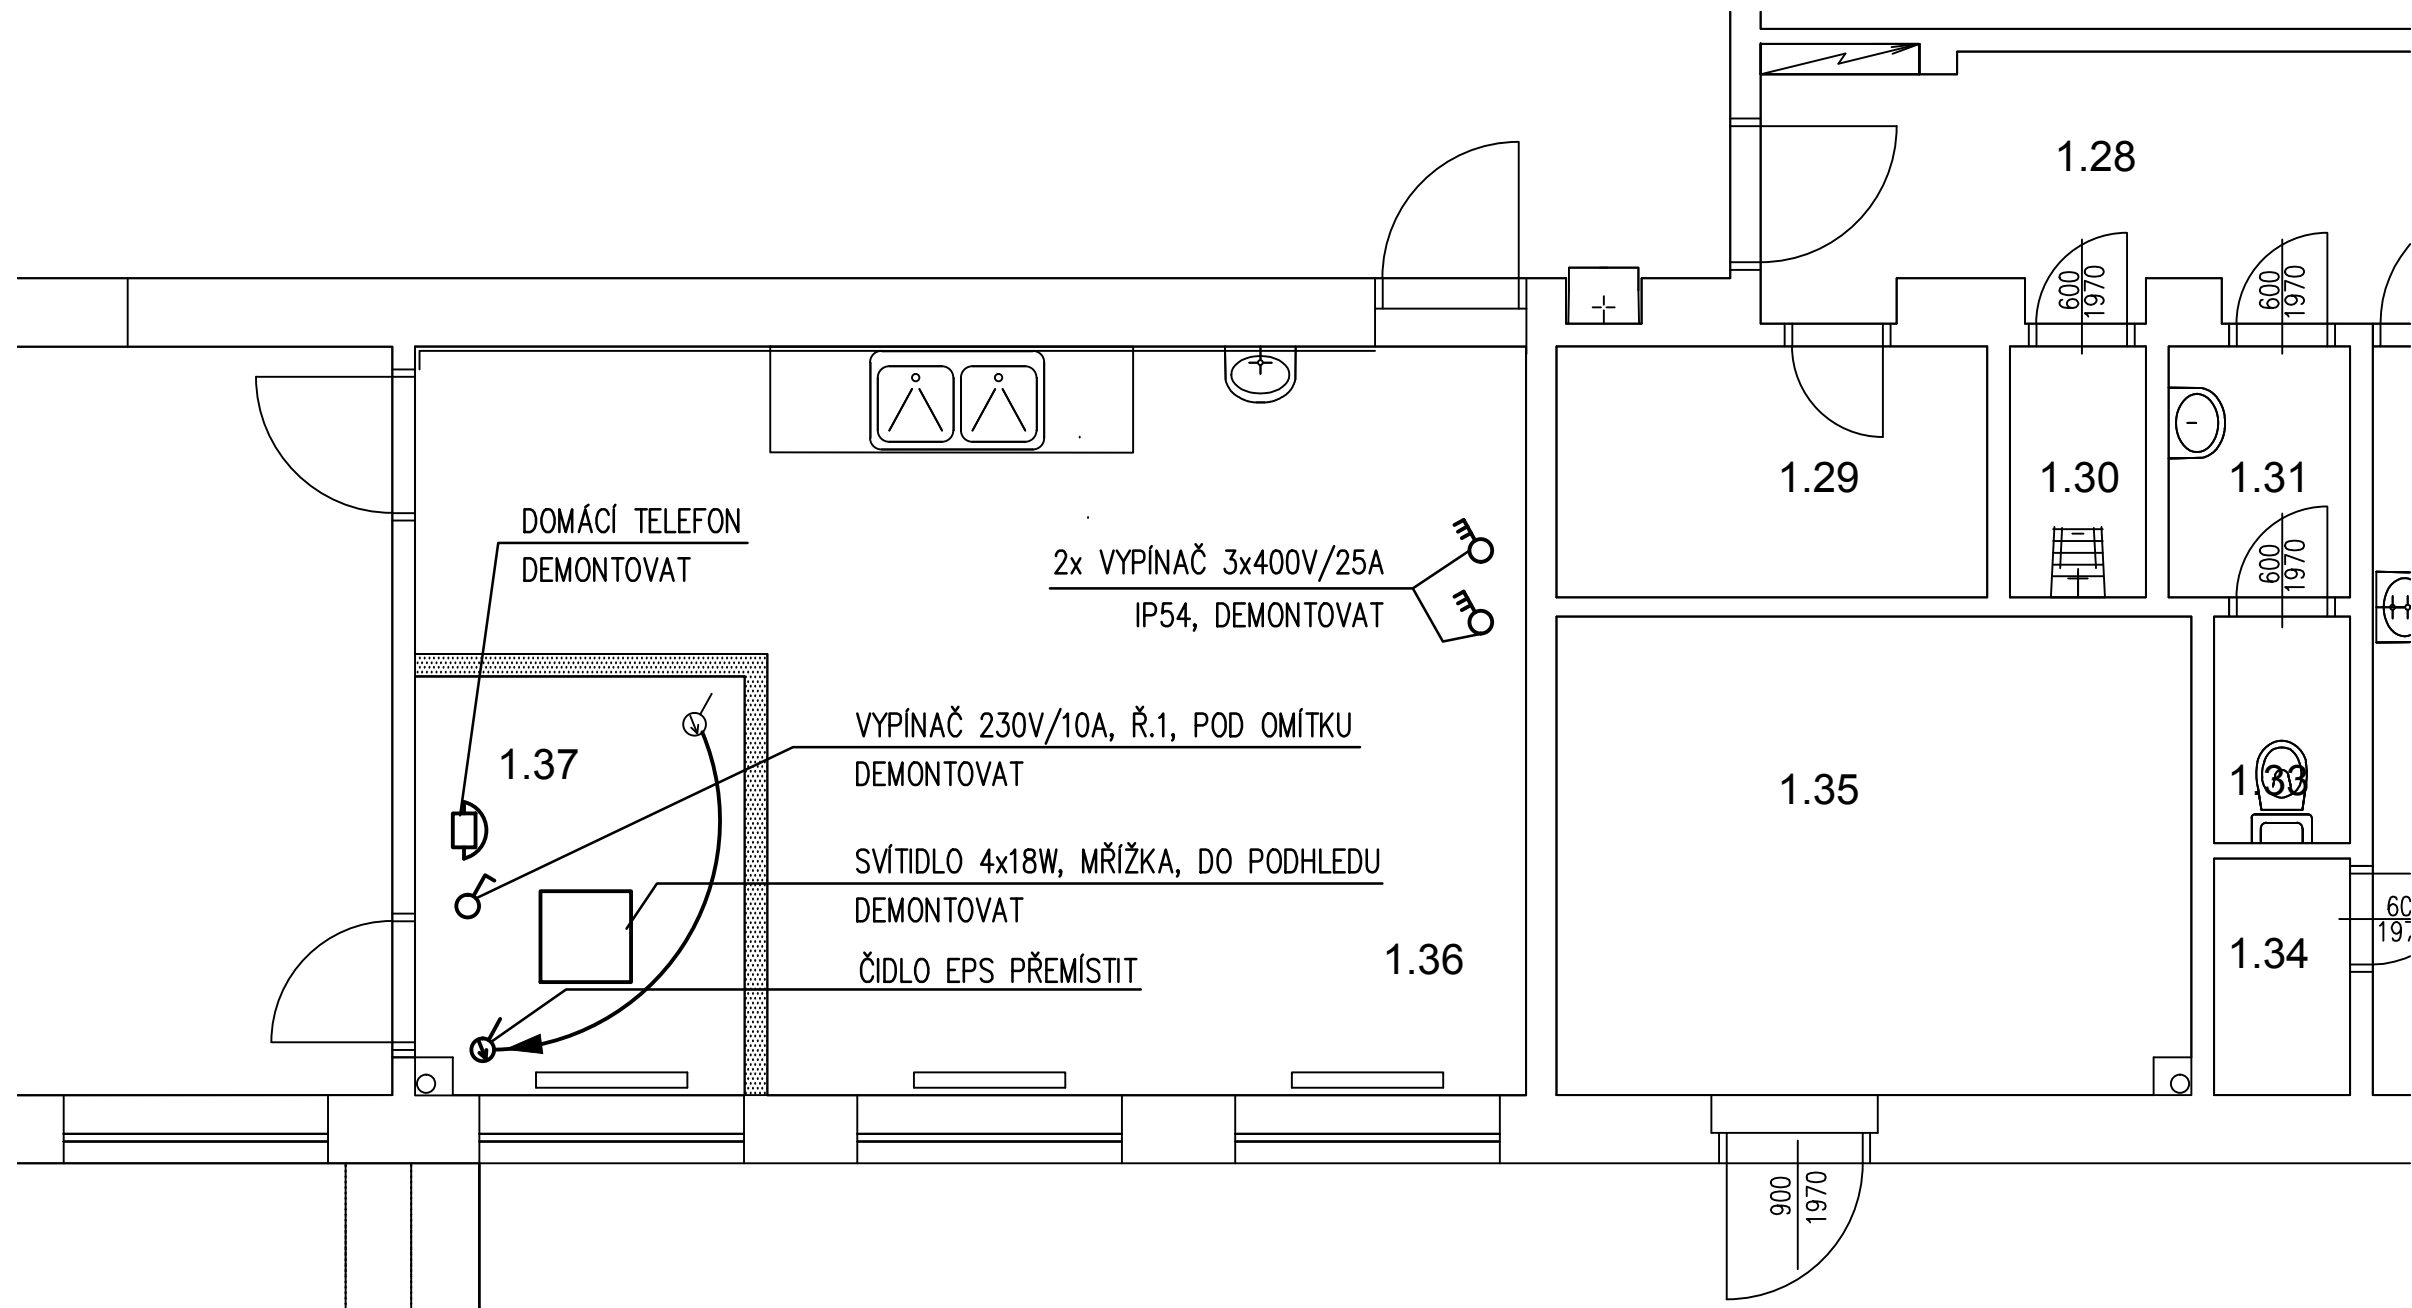 1.28
600
1970
600
1970
1.29
1.30
1.31
DOMÁCÍ TELEFON
DEMONTOVAT
2x VYPÍNAČ 3x400V/25A
IP54, DEMONTOVAT
600
1970
VYPÍNAČ 230V/10A, Ř.1, POD OMÍTKU
DEMONTOVAT
1.37
1.35
1.33
SVÍTIDLO 4x18W, MŘÍŽKA, DO PODHLEDU
DEMONTOVAT
1.36
1.34
ČIDLO EPS PŘEMÍSTIT
900
1970